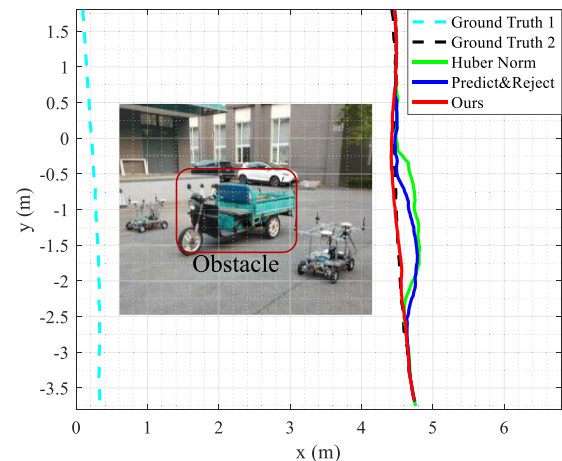 Ground Truth 1
Ground Truth 2
Huber Norm
Predict&Reject
Ours
1.5
1
0.5
0
-0.5
-1
-1.5
-2
-2.5
-3
-3.5
y (m)
Obstacle
0 1 2 3 4 5 6
x (m)